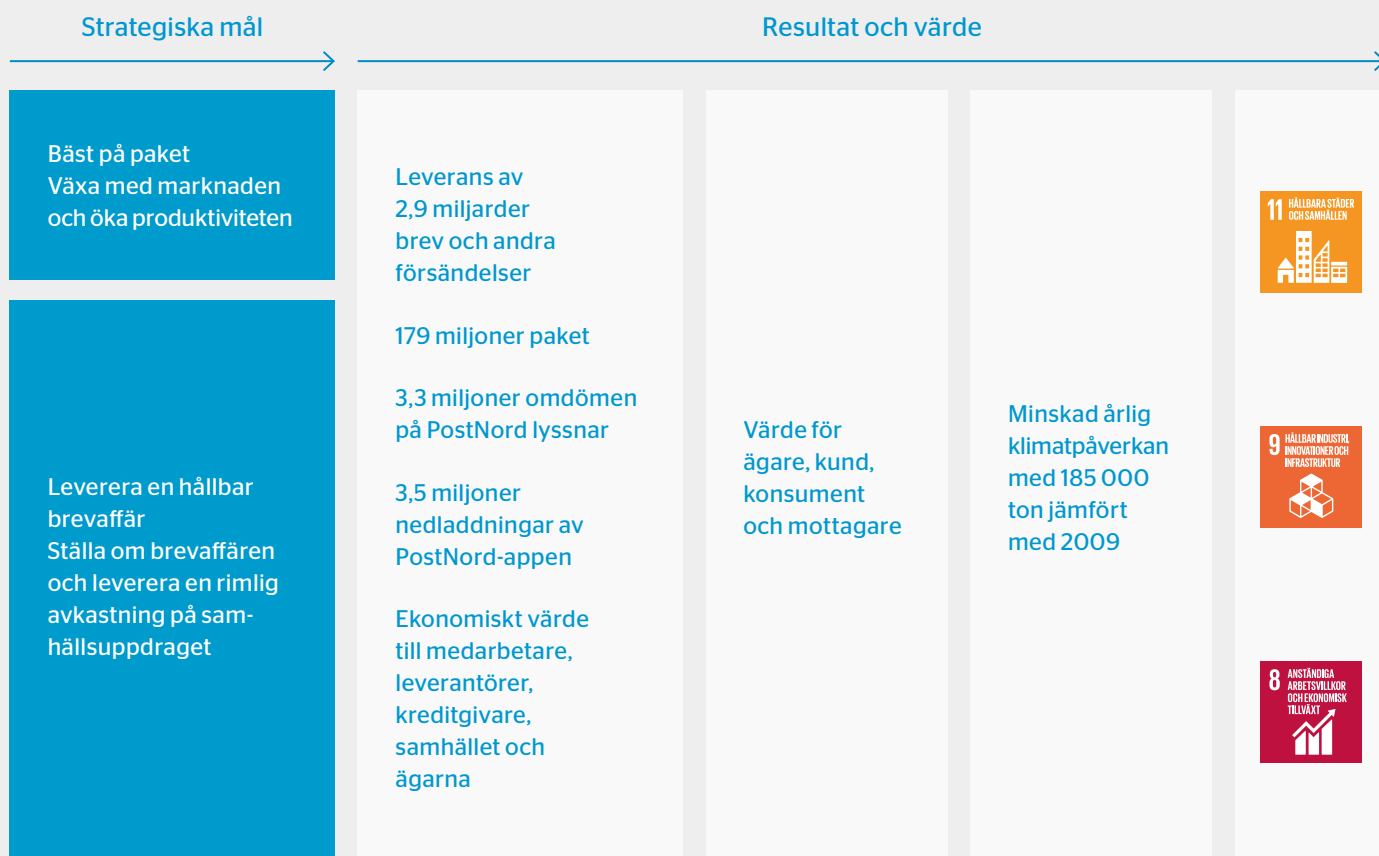 Strategiska mål
Resultat och värde
Bäst på paket
Växa med marknaden
och öka produktiviteten
Leverera en hållbar
brevaffär
Ställa om brevaffären
och leverera en rimlig
avkastning på sam-
hällsuppdraget
Leverans av
2,9 miljarder
brev och andra
försändelser
179 miljoner paket
3,3 miljoner omdömen
på PostNord lyssnar
3,5 miljoner
nedladdningar av
PostNord-appen
Ekonomiskt värde
till medarbetare,
leverantörer,
kreditgivare,
samhället och
ägarna
Värde för
ägare, kund,
konsument
och mottagare
Minskad årlig
klimatpåverkan
med 185 000
ton jämfört
med 2009
11 HÅLLBARA STÄDER
OCH SAMHÄLLEN
9 HÅLLBAR INDUSTRI,
INNOVATIONER OCH
INFRASTRUKTUR
8 ANSTÄNDIGA
ARBETSVILLKOR
OCH EKONOMISK
TILLVÄXT